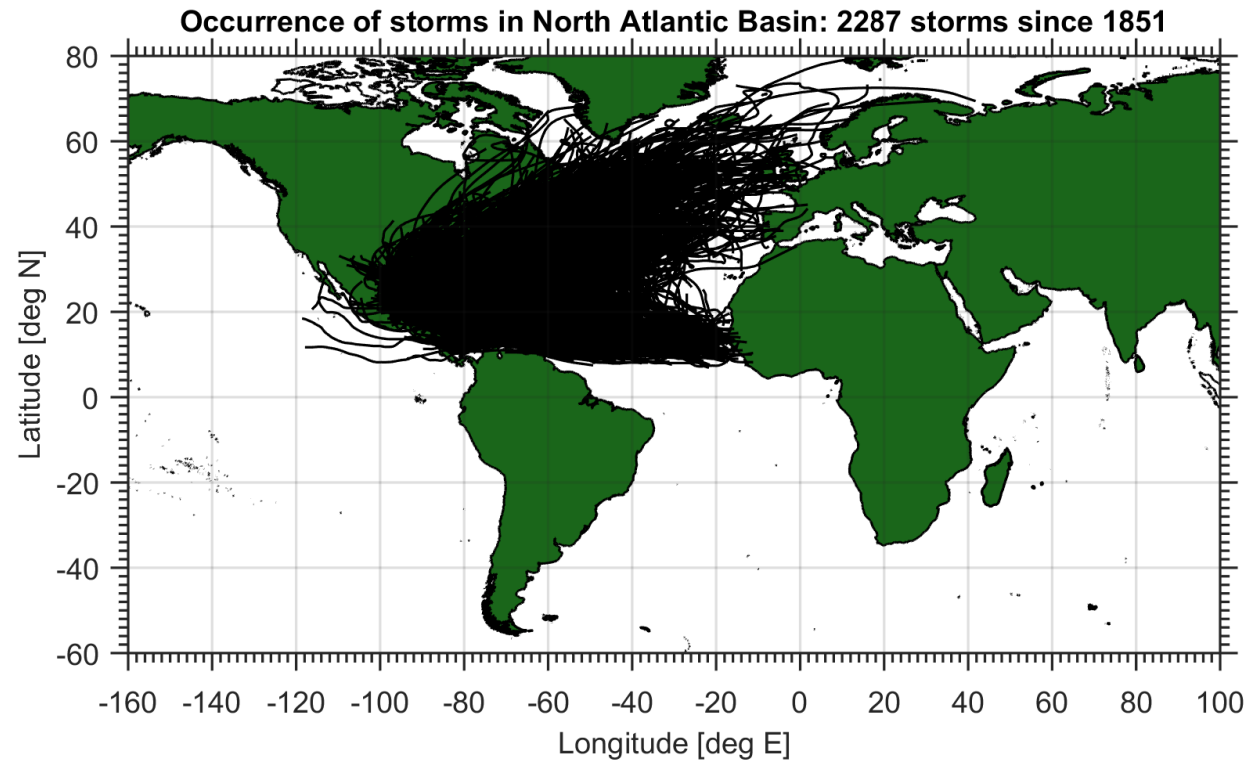 Occurrence of storms in North Atlantic Basin: 2287 storms since 1851
80
60
40
20
0
-20
-40
-60
Latitude [deg N]
-160 -140 -120 -100 -80 -60 -40 -20 0 20 40 60 80 100
Longitude [deg E]